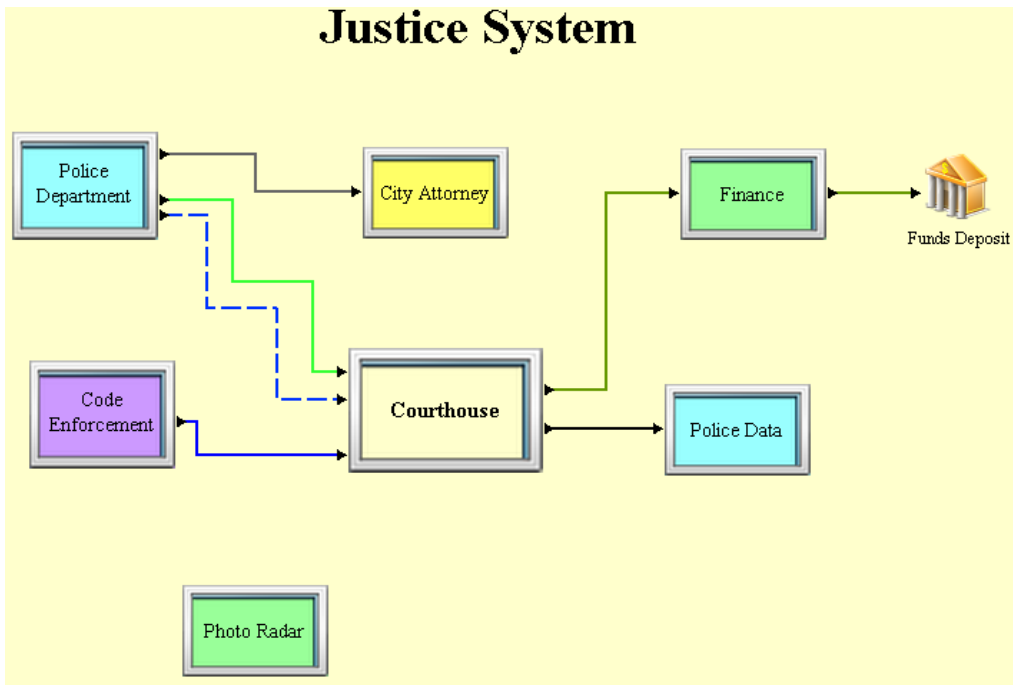 Justice System
Police
Department
City Attorney
Finance
Funds Deposit
Code
Enforcement
Courthouse
Police Data
Photo Radar